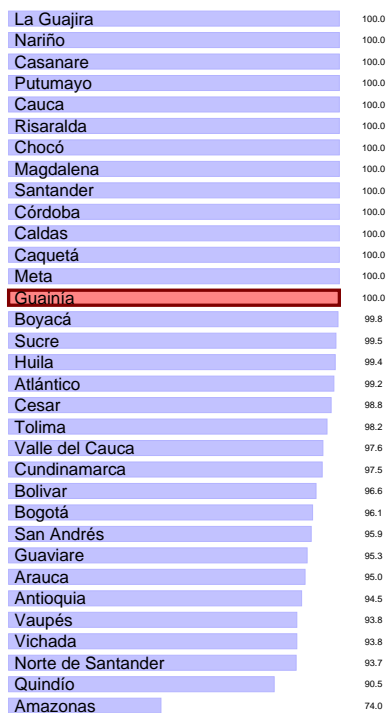 La Guajira 100.0
Nariño 100.0
Casanare 100.0
Putumayo 100.0
Cauca 100.0
Risaralda 100.0
Chocó 100.0
Magdalena 100.0
Santander 100.0
Córdoba 100.0
Caldas 100.0
Caquetá 100.0
Meta 100.0
Guainía 100.0
Boyacá 99.8
Sucre 99.5
Huila 99.4
Atlántico 99.2
Cesar 98.8
Tolima 98.2
Valle del Cauca 97.6
Cundinamarca 97.5
Bolivar 96.6
Bogotá 96.1
San Andrés 95.9
Guaviare 95.3
Arauca 95.0
Antioquia 94.5
Vaupés 93.8
Vichada 93.8
Norte de Santander 93.7
Quindío 90.5
Amazonas 74.0